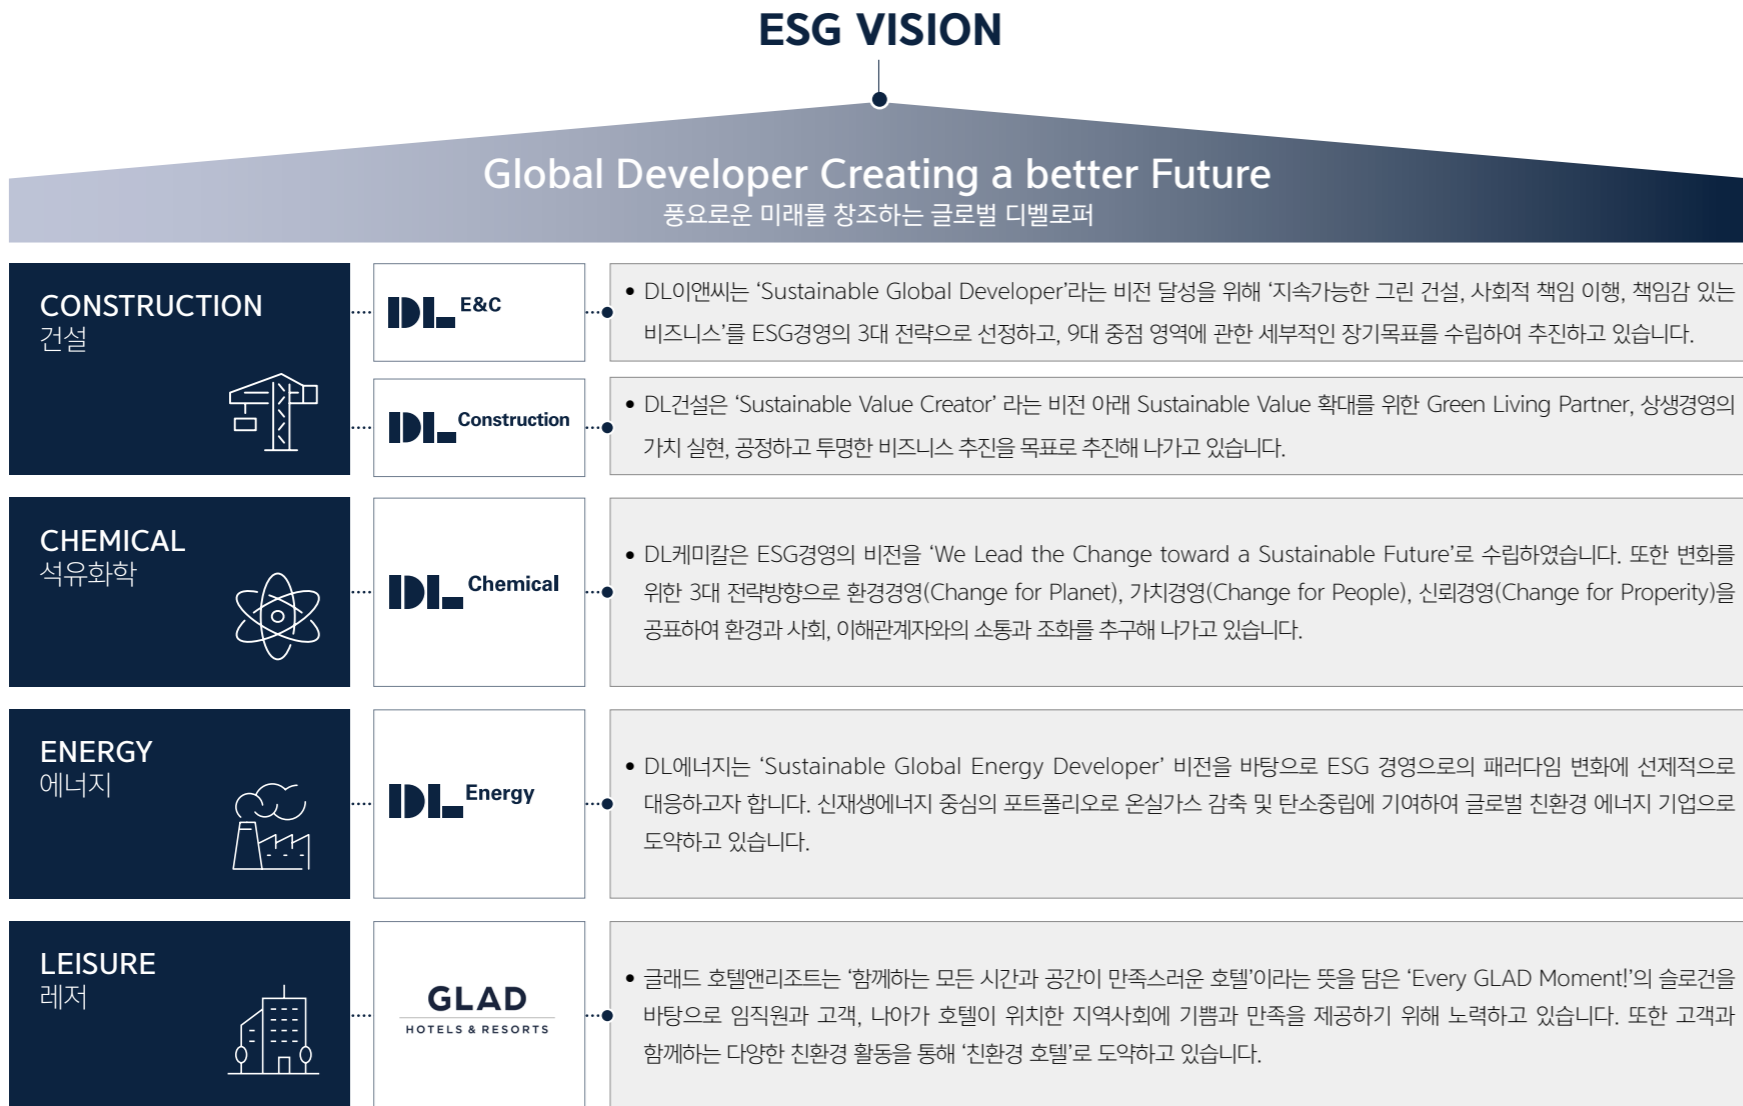 ESG VISION
Global Developer Creating a better Future
풍요로운 미래를 창조하는 글로벌 디벨로퍼
CONSTRUCTION
건설
DL E&C
• DL이앤씨는 ‘Sustainable Global Developer’라는 비전 달성을 위해 ‘지속가능한 그린 건설, 사회적 책임 이행, 책임감 있는
비즈니스’를 ESG경영의 3대 전략으로 선정하고, 9대 중점 영역에 관한 세부적인 장기목표를 수립하여 추진하고 있습니다.
DL Construction
• DL건설은 ‘Sustainable Value Creator’ 라는 비전 아래 Sustainable Value 확대를 위한 Green Living Partner, 상생경영의
가치 실현, 공정하고 투명한 비즈니스 추진을 목표로 추진해 나가고 있습니다.
CHEMICAL
석유화학
DL Chemical
• DL케미칼은 ESG경영의 비전을 ‘We Lead the Change toward a Sustainable Future’로 수립하였습니다. 또한 변화를
위한 3대 전략방향으로 환경경영(Change for Planet), 가치경영(Change for People), 신뢰경영(Change for Properity)을
공표하여 환경과 사회, 이해관계자와의 소통과 조화를 추구해 나가고 있습니다.
ENERGY
에너지
DL Energy
• DL에너지는 ‘Sustainable Global Energy Developer’ 비전을 바탕으로 ESG 경영으로의 패러다임 변화에 선제적으로
대응하고자 합니다. 신재생에너지 중심의 포트폴리오로 온실가스 감축 및 탄소중립에 기여하여 글로벌 친환경 에너지 기업으로
도약하고 있습니다.
LEISURE
레저
GLAD
HOTELS & RESORTS
• 글래드 호텔앤리조트는 ‘함께하는 모든 시간과 공간이 만족스러운 호텔’이라는 뜻을 담은 ‘Every GLAD Moment!’의 슬로건을
바탕으로 임직원과 고객, 나아가 호텔이 위치한 지역사회에 기쁨과 만족을 제공하기 위해 노력하고 있습니다. 또한 고객과
함께하는 다양한 친환경 활동을 통해 ‘친환경 호텔’로 도약하고 있습니다.